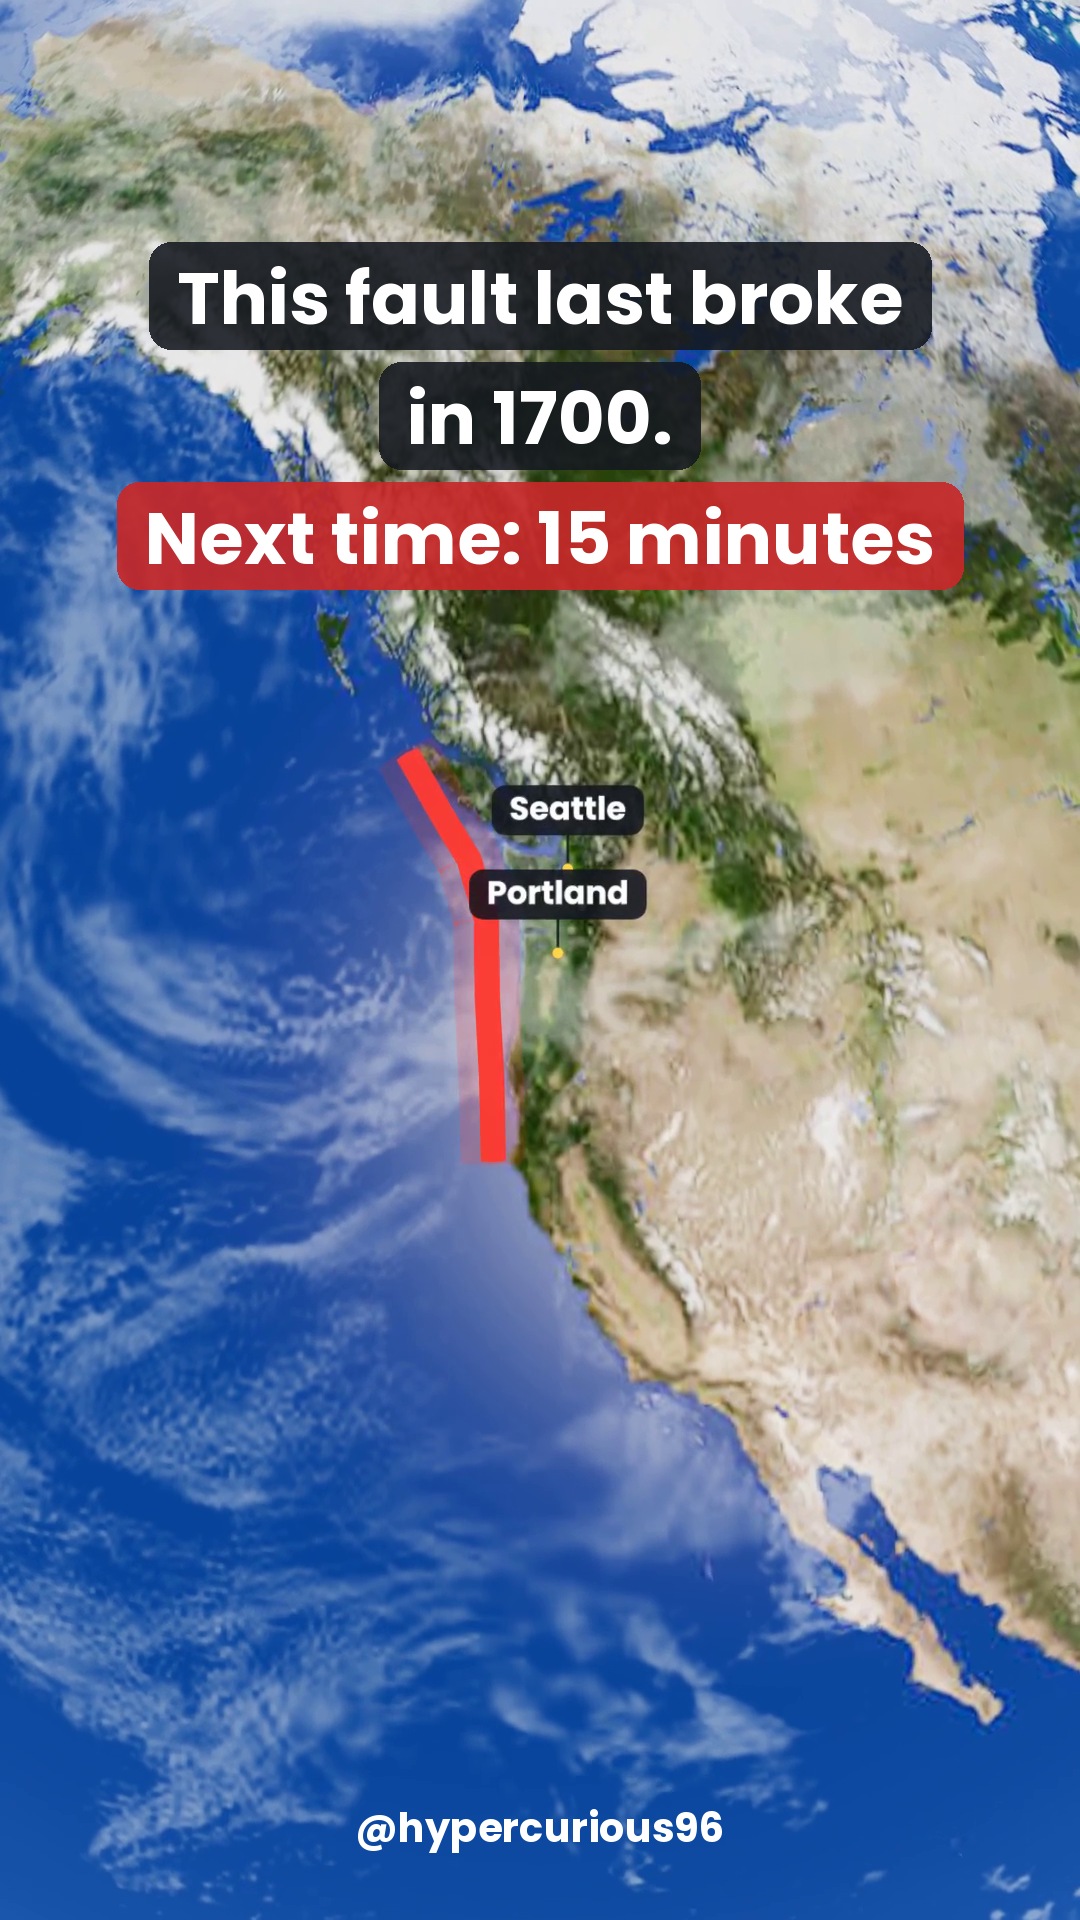 This fault last broke
in 1700.
Next time: 15 minutes
Seattle
Portland
@hypercurious96